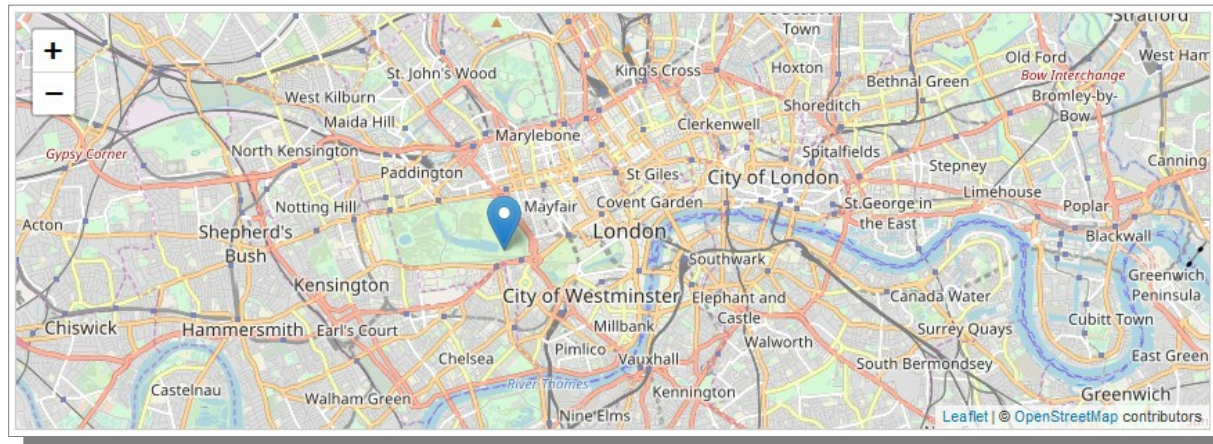 +
−
Town
Stratford
St. John's Wood
King's Cross
Hoxton
Old Ford
West Ham
Bow Interchange
Bethnal Green
West Kilburn
Bromley-by-
Bow
Maida Hill
Shoreditch
Marylebone
Clerkenwell
Gypsy Corner
North Kensington
Spitalfields
Paddington
St Giles
Stepney
Canning
City of London
Limehouse
Notting Hill
Mayfair
Covent Garden
St.George in
the East
Poplar
Acton
Shepherd's
Bush
London
Blackwall
Southwark
Greenwich
Peninsula
Kensington
City of Westminster
Elephant and
Castle
Canada Water
Chiswick
Hammersmith
Earl's Court
Millbank
Walworth
Surrey Quays
Cubitt Town
Pimlico
Chelsea
Vauxhall
South Bermondsey
East Green
Castelnau
River Thames
Walham Green
Kennington
Greenwich
Nine Elms
Leaflet | © OpenStreetMap contributors